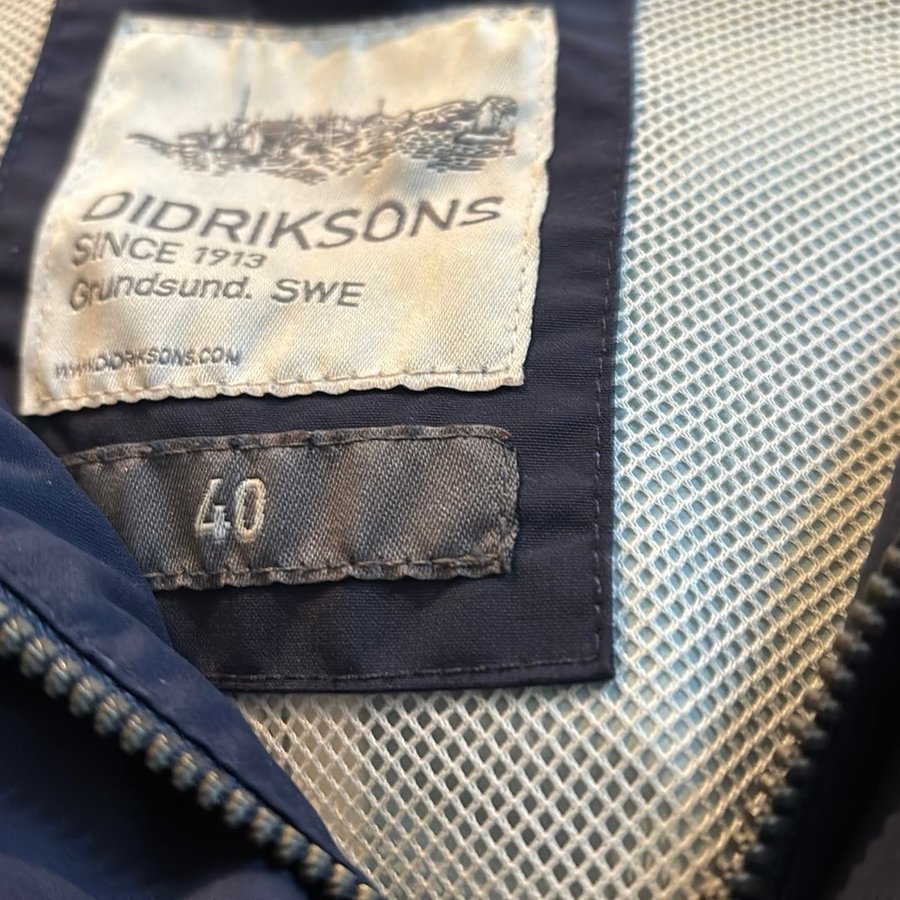 DIDRIKSONS
SINCE 1913
Grundsund. SWE
WWW.DIDRIKSONS.COM
40